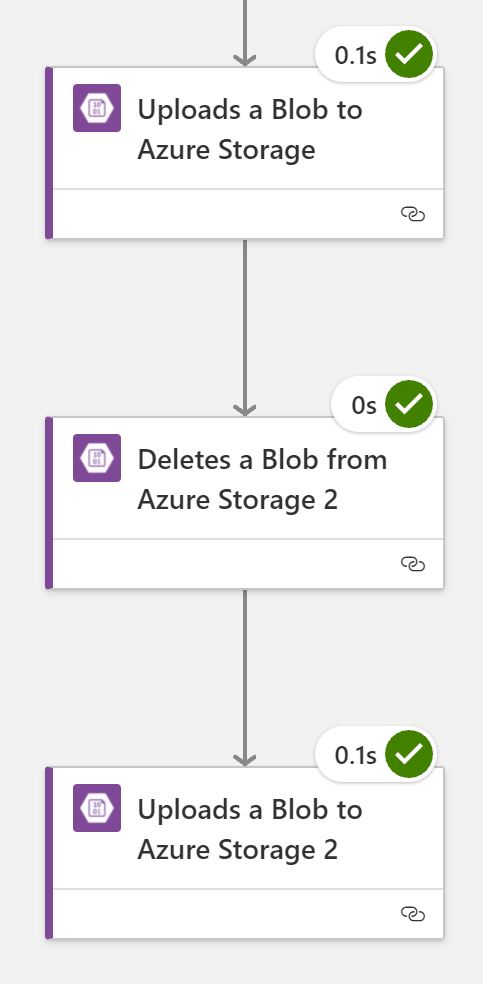 0.1s
Uploads a Blob to
Azure Storage
0s
Deletes a Blob from
Azure Storage 2
0.1s
Uploads a Blob to
Azure Storage 2